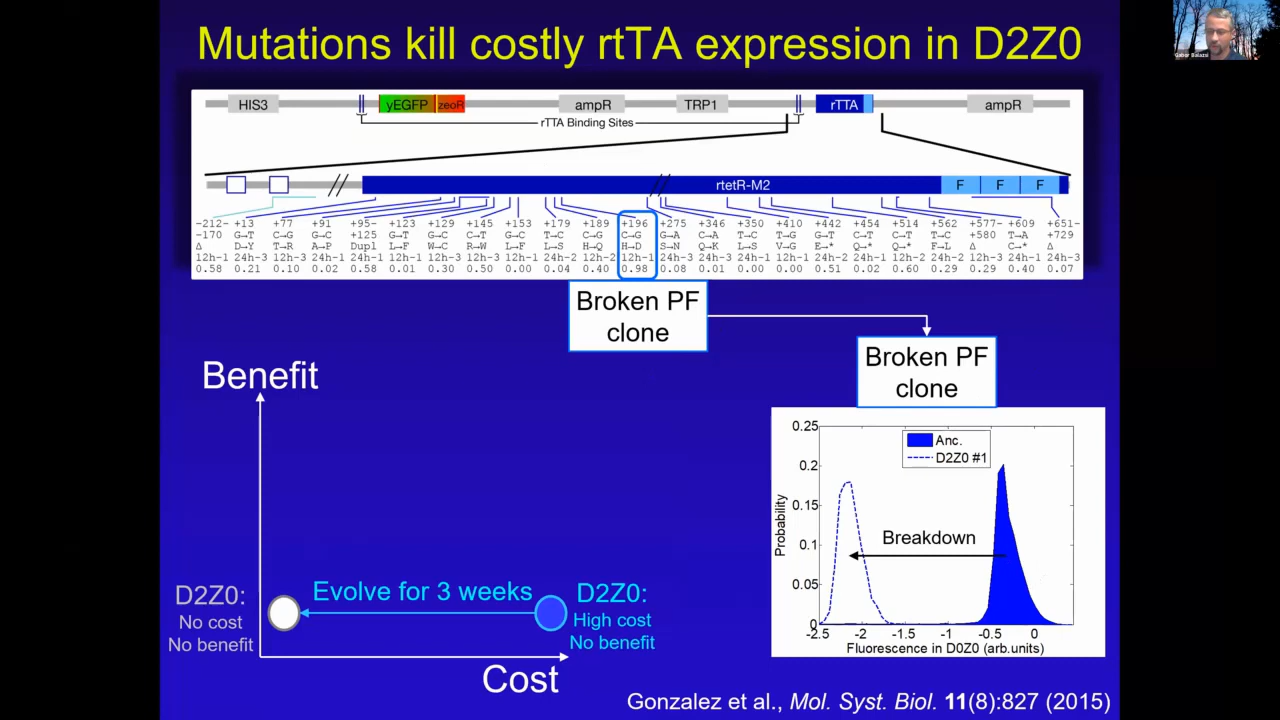 Mutations kill costly rtTA expression in D2Z0
Gabor Balazsi
HIS3 yEGFP zeoR ampR TRP1 rTTA ampR
rTTA Binding Sites
rtetR-M2 F F F
-212- +13 +77 +91 +95- +123 +129 +145 +153 +179 +189 +196 +275 +346 +350 +410 +442 +454 +514 +562 +577- +609 +651-
-170 G→T C→G G→C +125 G→T G→C C→T G→C T→C C→G C→G G→A C→A T→C T→G G→T C→T C→T T→C +580 T→A +729
Δ D→Y T→R A→P Dupl L→F W→C R→W L→F L→S H→Q H→D S→N Q→K L→S V→G E→* Q→* Q→* F→L Δ C→* Δ
12h-1 24h-3 12h-3 24h-1 12h-1 24h-1 12h-3 12h-3 24h-1 24h-2 12h-2 12h-1 24h-3 24h-3 24h-1 24h-1 24h-2 24h-1 12h-2 24h-2 24h-2 12h-1 24h-3
0.58 0.21 0.10 0.02 0.58 0.01 0.30 0.50 0.00 0.04 0.40 0.98 0.08 0.01 0.00 0.00 0.51 0.02 0.60 0.29 0.29 0.40 0.07
Broken PF
clone
Broken PF
clone
Benefit
D2Z0:
No cost
No benefit
Evolve for 3 weeks
D2Z0:
High cost
No benefit
Cost
0.25
0.2
0.15
0.1
0.05
0
Probability
Anc.
D2Z0 #1
Breakdown
-2.5 -2 -1.5 -1 -0.5 0
Fluorescence in D0Z0 (arb.units)
Gonzalez et al., Mol. Syst. Biol. 11(8):827 (2015)